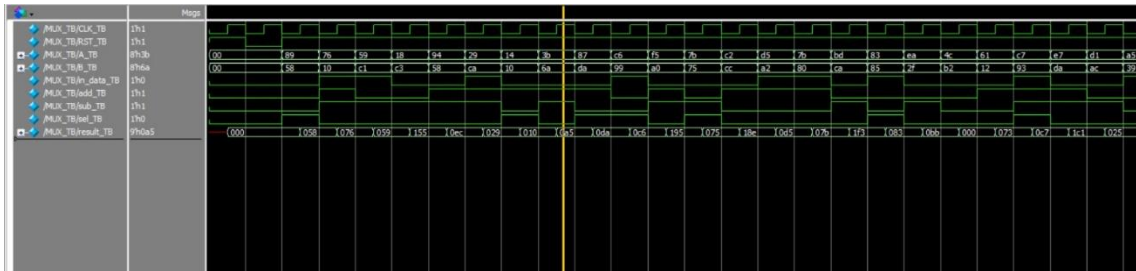 Msgs
/MUX_TB/CLK_TB 1'h1
/MUX_TB/RST_TB 1'h1
/MUX_TB/A_TB 8'h3b 00 89 76 59 18 94 29 14 3b 87 c6 f5 7b c2 d5 7b bd 83 ea 4c 61 c7 e7 d1 a5
/MUX_TB/B_TB 8'h6a 00 58 10 c1 c3 58 ca 10 6a da 99 a0 75 cc a2 80 ca 85 2f b2 12 93 da ac 39
/MUX_TB/in_data_TB 1'h0
/MUX_TB/add_TB 1'h1
/MUX_TB/sub_TB 1'h1
/MUX_TB/sel_TB 1'h0
/MUX_TB/result_TB 9'h0a5 000 058 076 059 155 0ec 029 010 0a5 0da 0c6 195 075 18e 0d5 07b 1f3 083 0bb 000 073 0c7 1c1 025